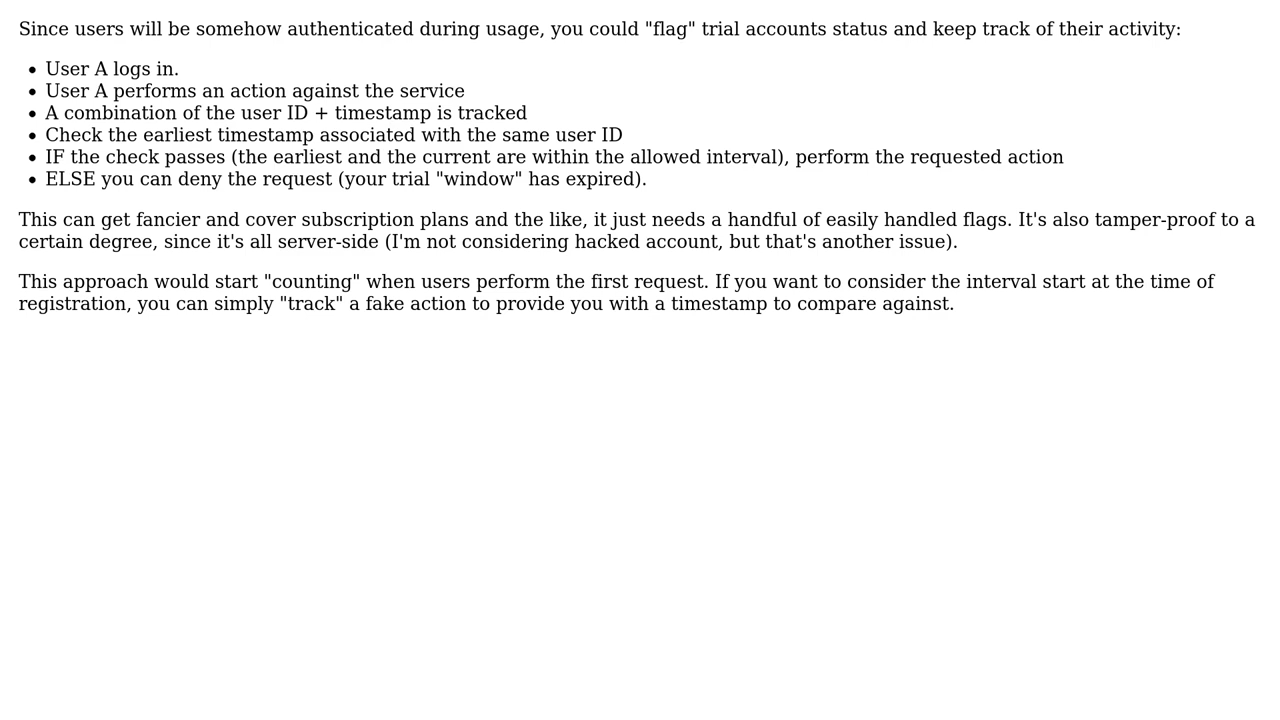 Since users will be somehow authenticated during usage, you could "flag" trial accounts status and keep track of their activity:
• User A logs in.
• User A performs an action against the service
• A combination of the user ID + timestamp is tracked
• Check the earliest timestamp associated with the same user ID
• IF the check passes (the earliest and the current are within the allowed interval), perform the requested action
• ELSE you can deny the request (your trial "window" has expired).
This can get fancier and cover subscription plans and the like, it just needs a handful of easily handled flags. It's also tamper-proof to a
certain degree, since it's all server-side (I'm not considering hacked account, but that's another issue).
This approach would start "counting" when users perform the first request. If you want to consider the interval start at the time of
registration, you can simply "track" a fake action to provide you with a timestamp to compare against.